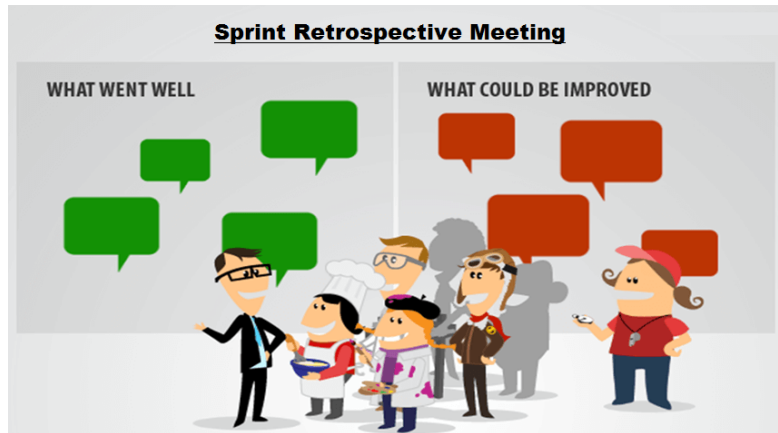 Sprint Retrospective Meeting
WHAT WENT WELL
WHAT COULD BE IMPROVED